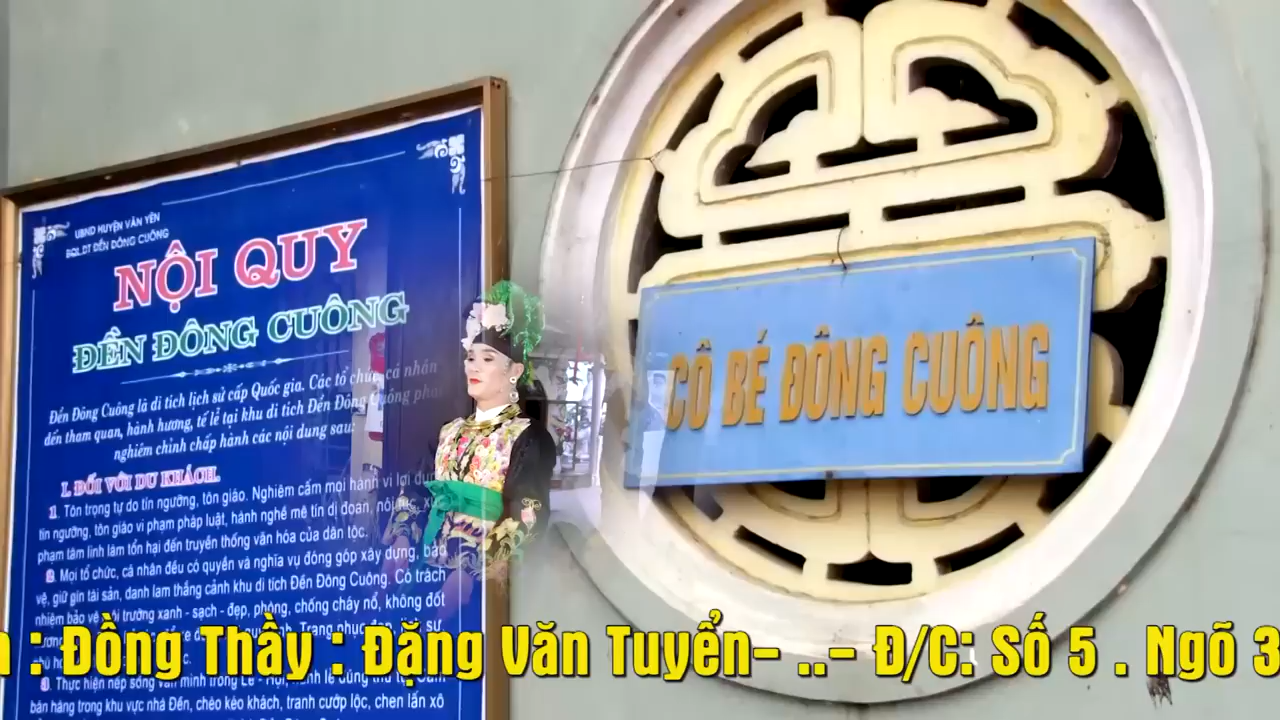 UBND HUYỆN VĂN YÊN
BQL.DT ĐỀN ĐÔNG CUÔNG
NỘI QUY
ĐỀN ĐÔNG CUÔNG
Đền Đông Cuông là di tích lịch sử cấp Quốc gia. Các tổ chức, cá nhân
đến tham quan, hành hương, tế lễ tại khu di tích Đền Đông Cuông phải
nghiêm chỉnh chấp hành các nội dung sau:
I. ĐỐI VỚI DU KHÁCH.
1. Tôn trọng tự do tín ngưỡng, tôn giáo. Nghiêm cấm mọi hành vi lợi dụng
tín ngưỡng, tôn giáo vi phạm pháp luật, hành nghề mê tín dị đoan, nói tục, xúc
phạm tâm linh làm tổn hại đến truyền thống văn hóa của dân tộc.
2. Mọi tổ chức, cá nhân đều có quyền và nghĩa vụ đóng góp xây dựng, bảo
vệ, giữ gìn tài sản, danh lam thắng cảnh khu di tích Đền Đông Cuông. Có trách
nhiệm bảo vệ môi trường xanh - sạch - đẹp, phòng, chống cháy nổ, không đốt
Trang phục
3. Thực hiện nếp sống văn minh trong Lễ - Hội, hành lễ
bán hàng trong khu vực nhà Đền, chèo kéo khách, tranh cướp lộc, chen lấn xô
CÔ BÉ ĐÔNG CUÔNG
: Đồng Thầy : Đặng Văn Tuyển- ..- Đ/C: Số 5 . Ngõ 3